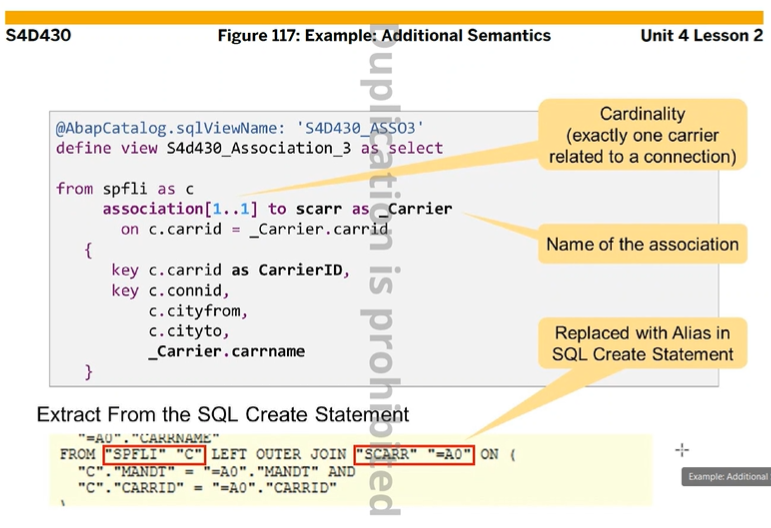 S4D430 Figure 117: Example: Additional Semantics Unit 4 Lesson 2
Duplication is prohibited
@AbapCatalog.sqlViewName: 'S4D430_ASSO3'
define view S4d430_Association_3 as select
from spfli as c
association[1..1] to scarr as _Carrier
on c.carrid = _Carrier.carrid
{
key c.carrid as CarrierID,
key c.connid,
c.cityfrom,
c.cityto,
_Carrier.carrname
}
Cardinality
(exactly one carrier
related to a connection)
Name of the association
Replaced with Alias in
SQL Create Statement
Extract From the SQL Create Statement
"=A0"."CARRNAME"
FROM "SPFLI" "C" LEFT OUTER JOIN "SCARR" "=A0" ON (
"C"."MANDT" = "=A0"."MANDT" AND
"C"."CARRID" = "=A0"."CARRID"
Example: Additional